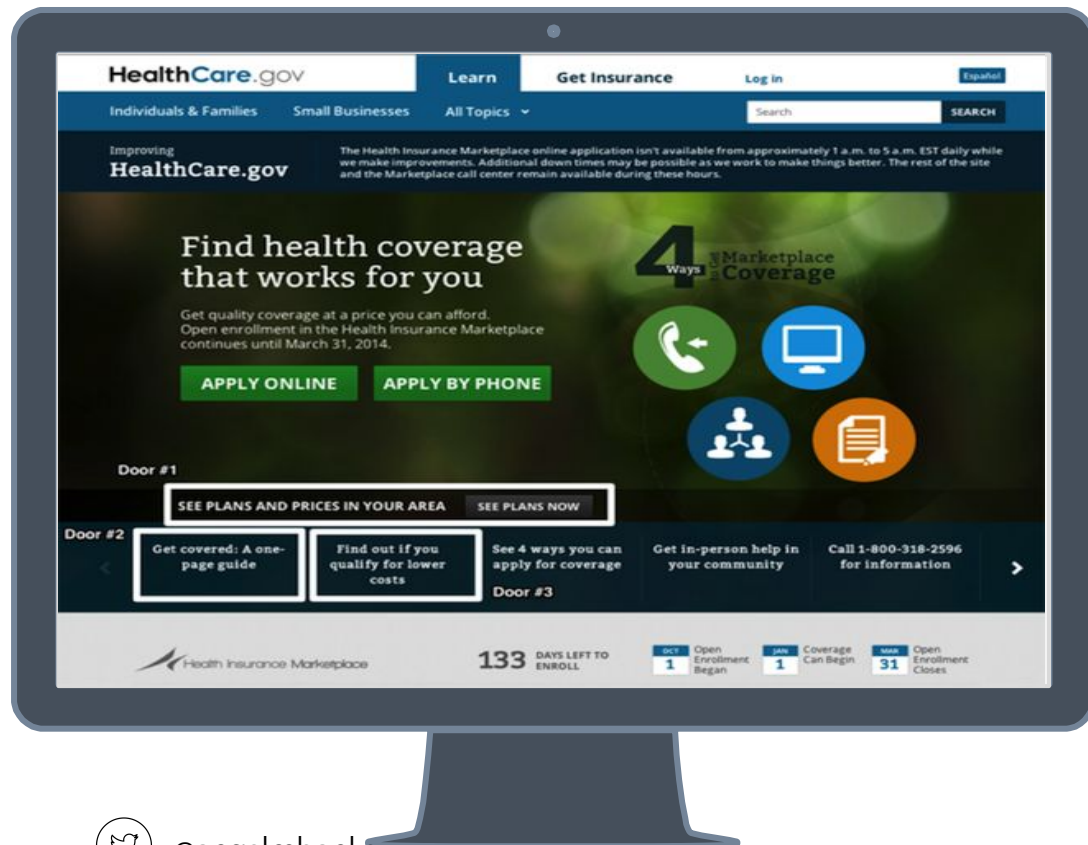 HealthCare.gov
Learn
Get Insurance
Log in
Español
Individuals & Families
Small Businesses
All Topics
Search
SEARCH
Improving
HealthCare.gov
The Health Insurance Marketplace online application isn't available from approximately 1 a.m. to 5 a.m. EST daily while
we make improvements. Additional down times may be possible as we work to make things better. The rest of the site
and the Marketplace call center remain available during these hours.
Find health coverage
that works for you
Get quality coverage at a price you can afford.
Open enrollment in the Health Insurance Marketplace
continues until March 31, 2014.
APPLY ONLINE
APPLY BY PHONE
4
Ways
Marketplace
Coverage
Door #1
SEE PLANS AND PRICES IN YOUR AREA
SEE PLANS NOW
Door #2
Get covered: A one-
page guide
Find out if you
qualify for lower
costs
See 4 ways you can
apply for coverage
Door #3
Get in-person help in
your community
Call 1-800-318-2596
for information
Health Insurance Marketplace
133 DAYS LEFT TO
ENROLL
OCT
1
Open
Enrollment
Began
JAN
1
Coverage
Can Begin
MAR
31
Open
Enrollment
Closes